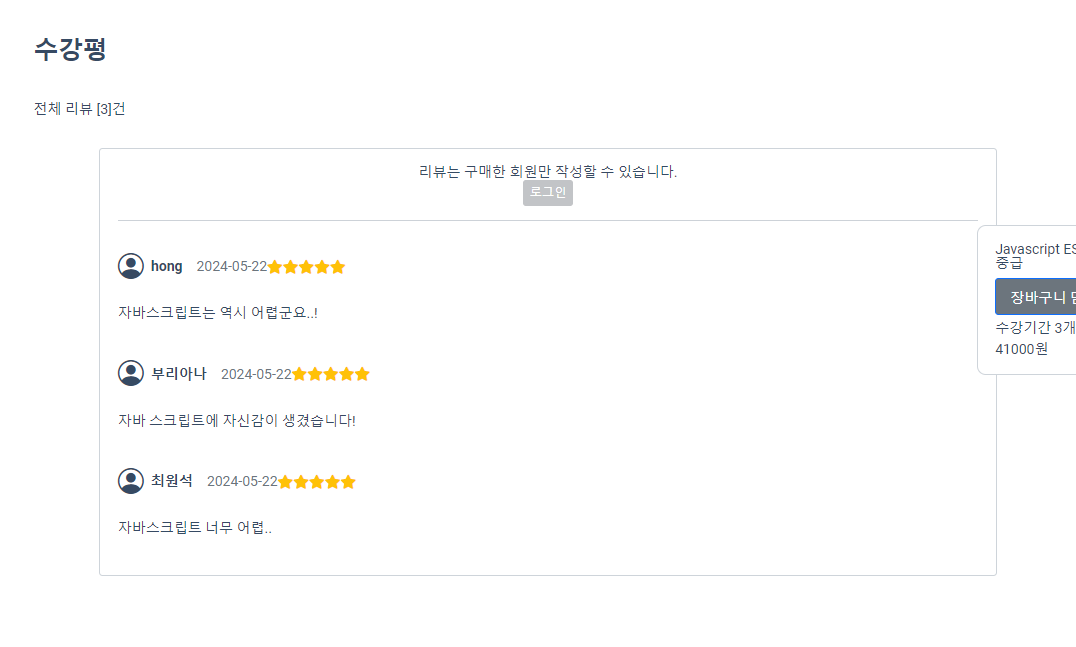 수강평
전체 리뷰 [3]건
리뷰는 구매한 회원만 작성할 수 있습니다.
로그인
hong 2024-05-22
자바스크립트는 역시 어렵군요..!
부리아나 2024-05-22
자바 스크립트에 자신감이 생겼습니다!
최원석 2024-05-22
자바스크립트 너무 어렵..
Javascript ES
중급
장바구니
수강기간 3개
41000원